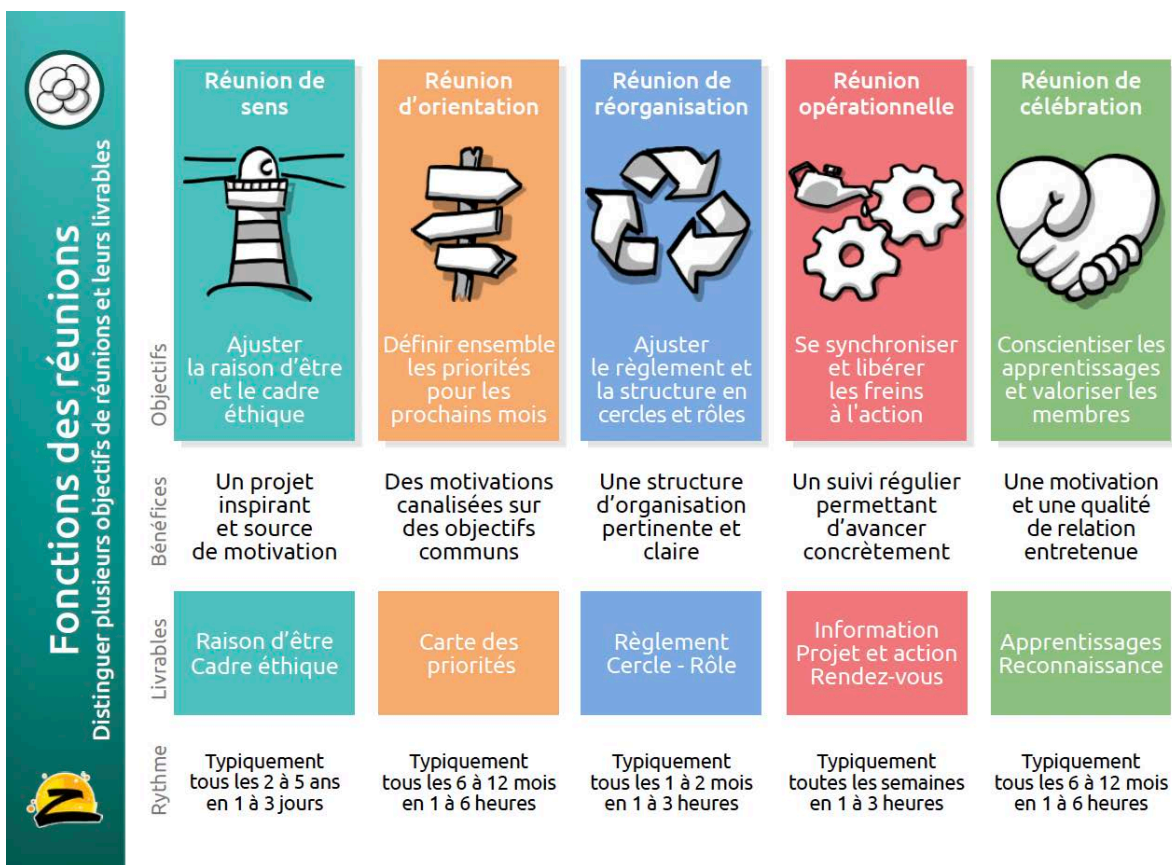 Fonctions des réunions
Distinguer plusieurs objectifs de réunions et leurs livrables
Réunion de
sens
Réunion
d'orientation
Réunion de
réorganisation
Réunion
opérationnelle
Réunion de
célébration
Objectifs
Ajuster
la raison d'être
et le cadre
éthique
Définir ensemble
les priorités
pour les
prochains mois
Ajuster
le règlement et
la structure en
cercles et rôles
Se synchroniser
et libérer
les freins
à l'action
Conscientiser les
apprentissages
et valoriser les
membres
Bénéfices
Un projet
inspirant
et source
de motivation
Des motivations
canalisées sur
des objectifs
communs
Une structure
d'organisation
pertinente et
claire
Un suivi régulier
permettant
d'avancer
concrètement
Une motivation
et une qualité
de relation
entretenue
Livrables
Raison d'être
Cadre éthique
Carte des
priorités
Règlement
Cercle - Rôle
Information
Projet et action
Rendez-vous
Apprentissages
Reconnaissance
Rythme
Typiquement
tous les 2 à 5 ans
en 1 à 3 jours
Typiquement
tous les 6 à 12 mois
en 1 à 6 heures
Typiquement
tous les 1 à 2 mois
en 1 à 3 heures
Typiquement
toutes les semaines
en 1 à 3 heures
Typiquement
tous les 6 à 12 mois
en 1 à 6 heures
Z